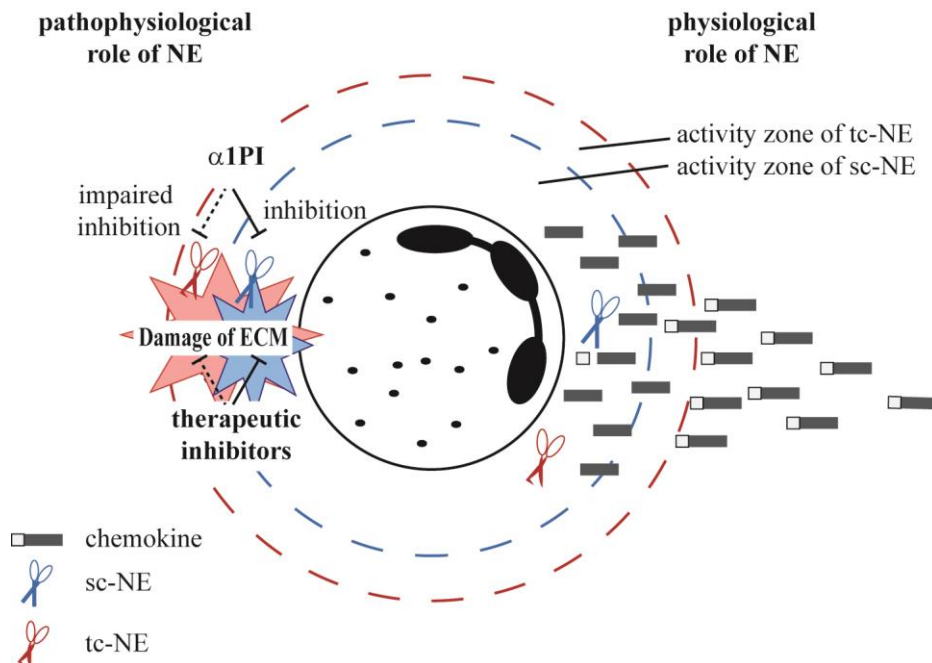 pathophysiological
role of NE
physiological
role of NE
activity zone of tc-NE
activity zone of sc-NE
α1PI
impaired
inhibition
inhibition
Damage of ECM
therapeutic
inhibitors
chemokine
sc-NE
tc-NE